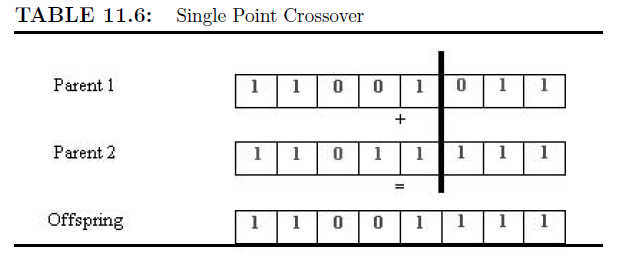 TABLE 11.6: Single Point Crossover
Parent 1 1 1 0 0 1 0 1 1
+
Parent 2 1 1 0 1 1 1 1 1
=
Offspring 1 1 0 0 1 1 1 1